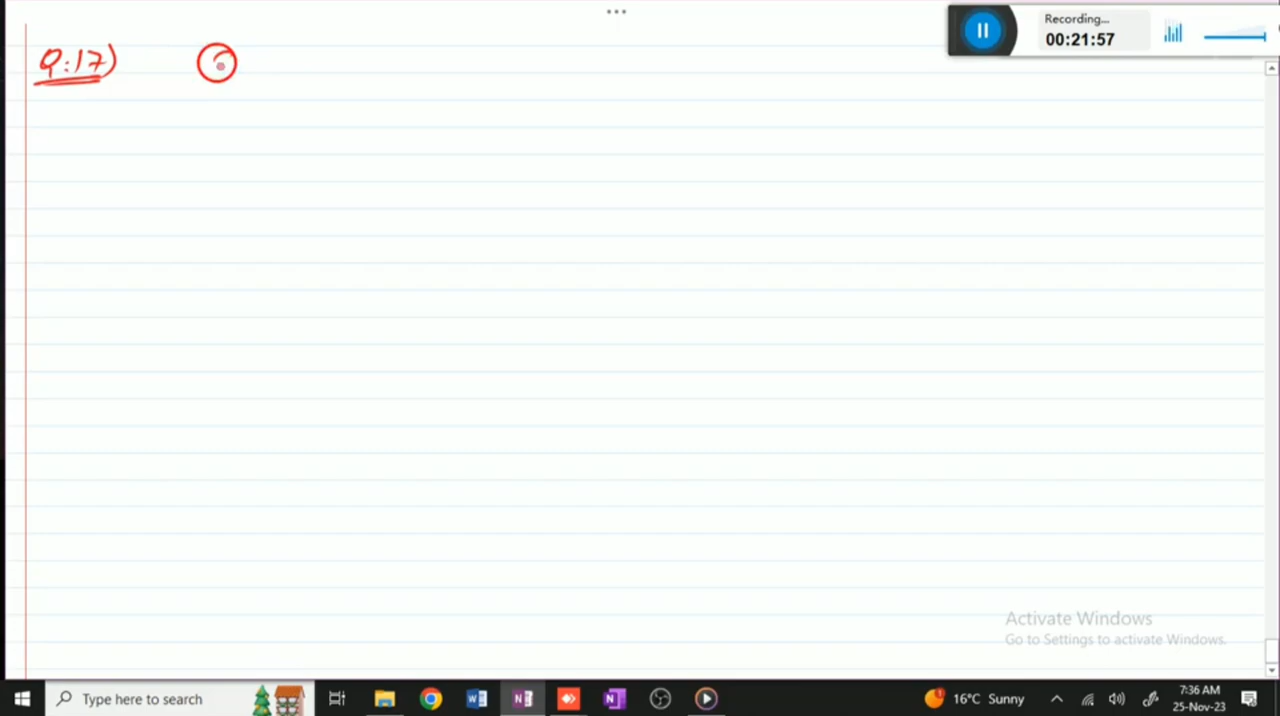 Recording...
00:21:57
Q:17)
Activate Windows
Go to Settings to activate Windows.
Type here to search
16°C Sunny
7:36 AM
25-Nov-23